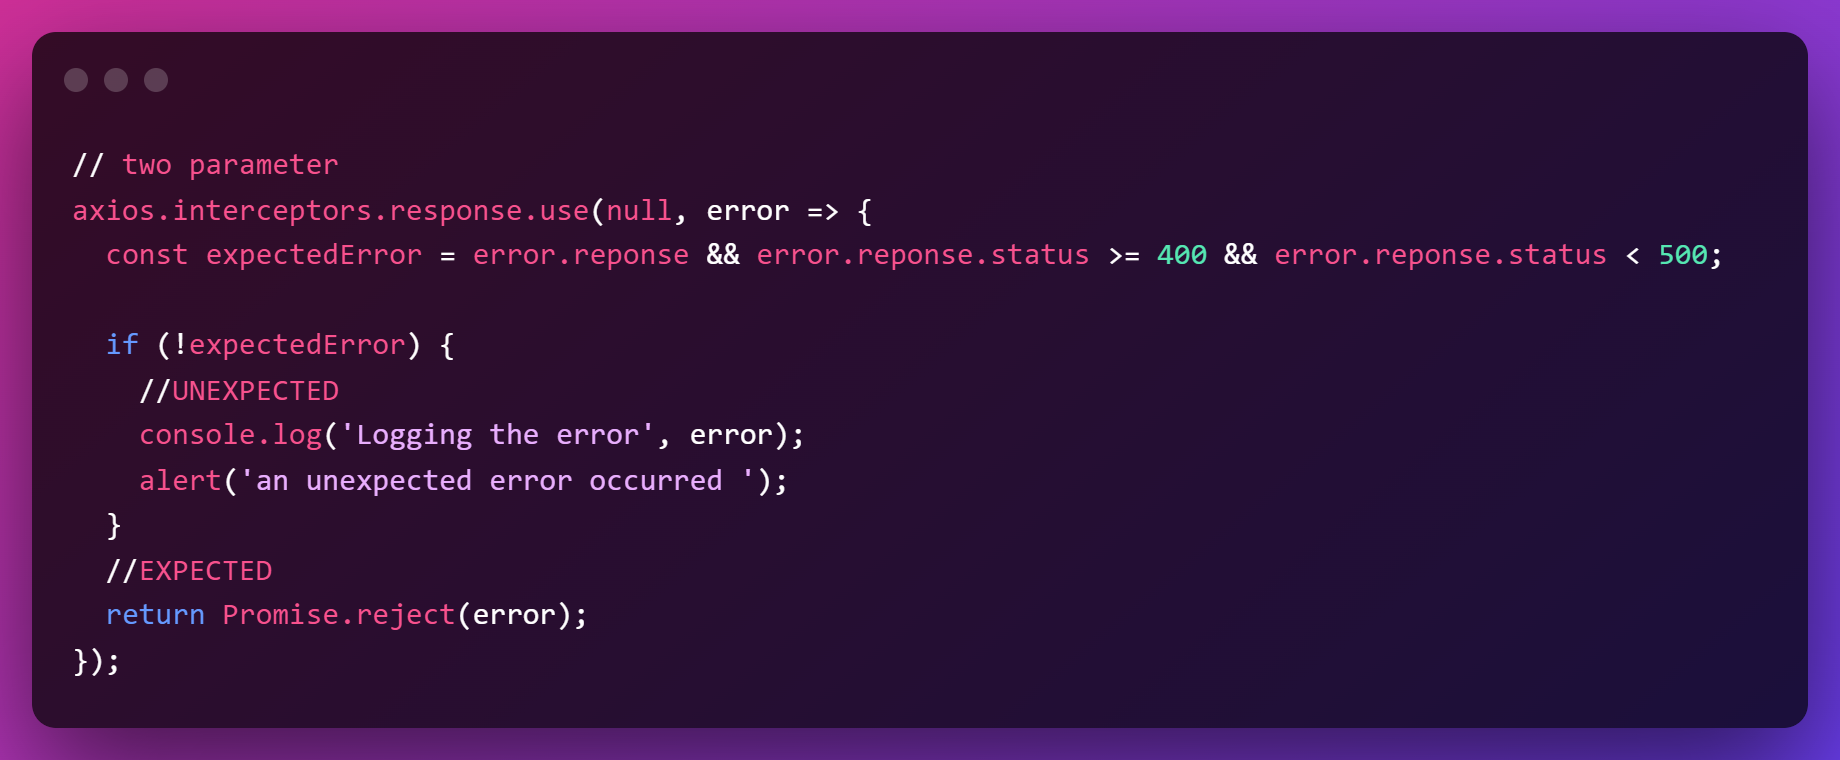 // two parameter
axios.interceptors.response.use(null, error => {
const expectedError = error.reponse && error.reponse.status >= 400 && error.reponse.status < 500;
if (!expectedError) {
//UNEXPECTED
console.log('Logging the error', error);
alert('an unexpected error occurred ');
}
//EXPECTED
return Promise.reject(error);
});